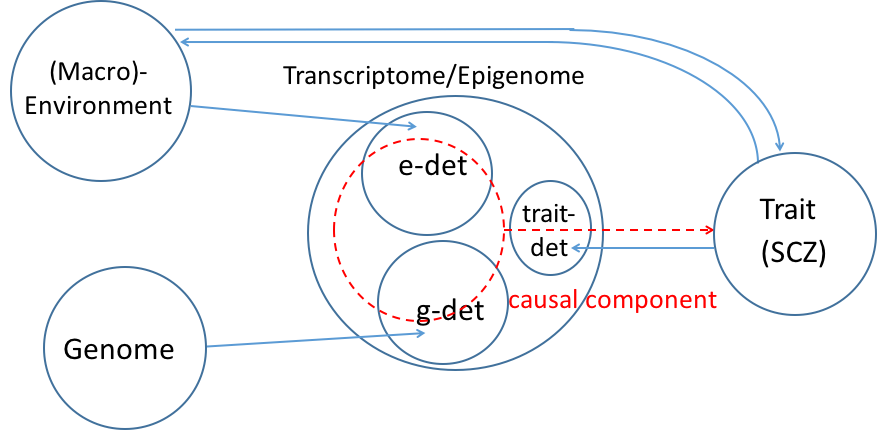 (Macro)-
Environment
Transcriptome/Epigenome
e-det
trait-
det
Trait
(SCZ)
causal component
g-det
Genome